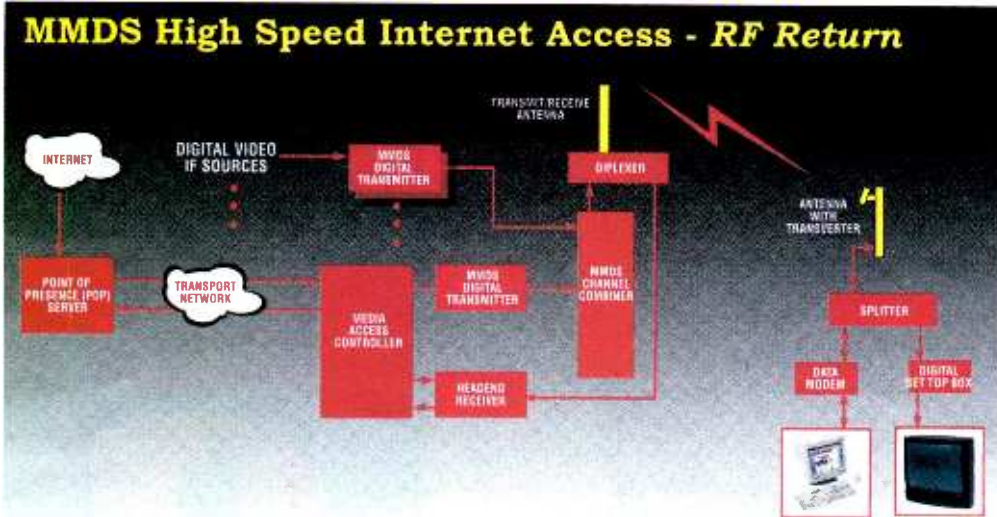 MMDS High Speed Internet Access - RF Return
TRANSMIT/RECEIVE
ANTENNA
INTERNET
DIGITAL VIDEO
IF SOURCES
MMDS
DIGITAL
TRANSMITTER
DIPLEXER
ANTENNA
WITH
TRANSVERTER
POINT OF
PRESENCE (POP)
SERVER
TRANSPORT
NETWORK
MEDIA
ACCESS
CONTROLLER
MMDS
DIGITAL
TRANSMITTER
MMDS
CHANNEL
COMBINER
SPLITTER
HEADEND
RECEIVER
DATA
MODEM
DIGITAL
SET TOP BOX